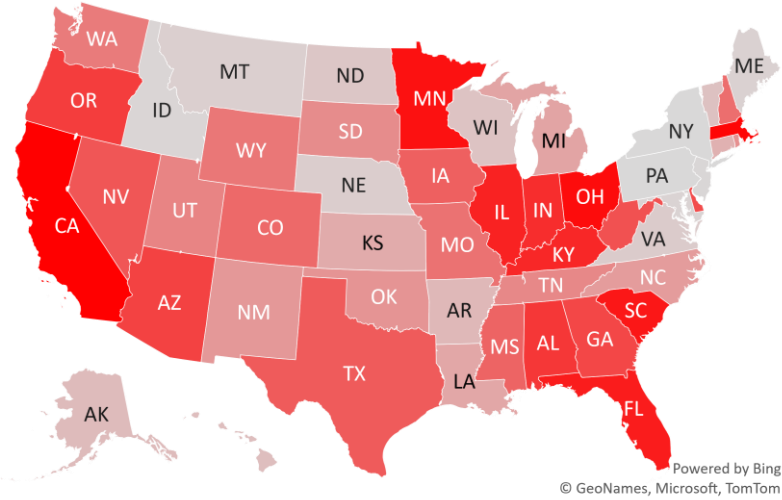 WA
MT
ND
MN
ME
OR
ID
SD
WI
MI
NY
WY
IA
PA
NE
NV
UT
CO
IL
IN
OH
CA
KS
MO
KY
VA
AZ
NM
OK
TN
NC
AR
SC
MS
AL
GA
TX
LA
AK
FL
Powered by Bing
© GeoNames, Microsoft, TomTom